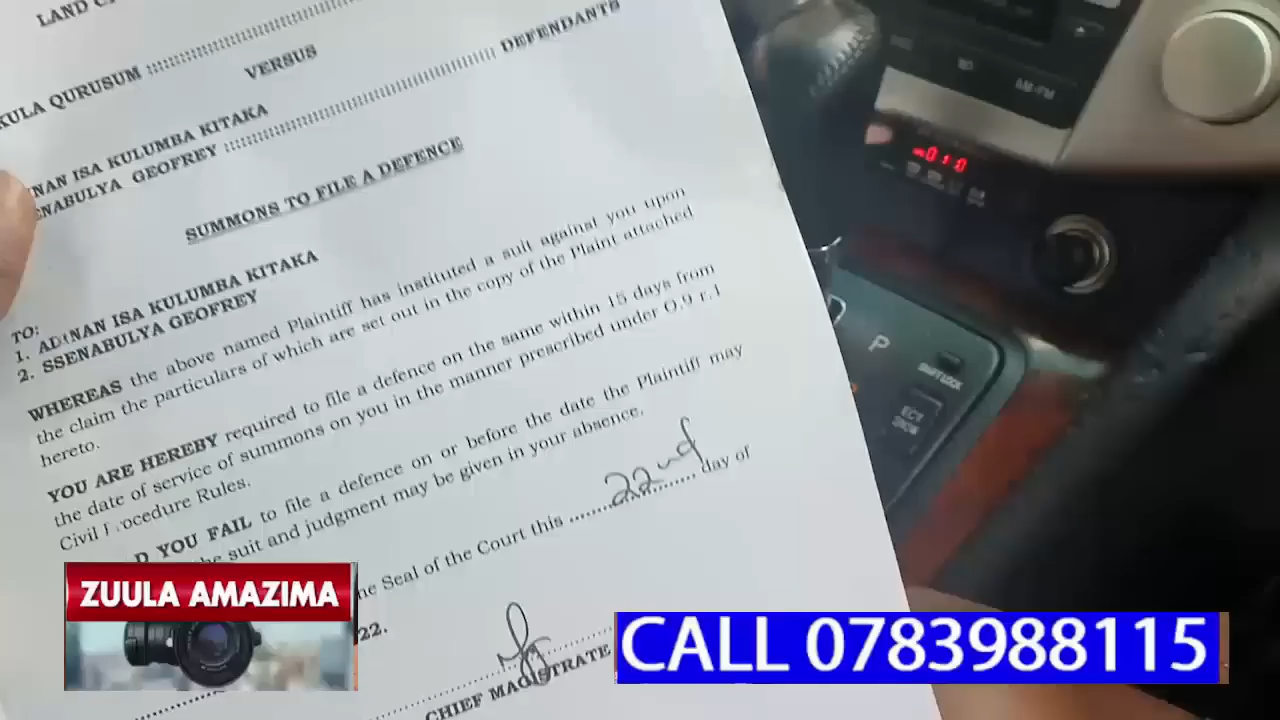 LAND
KULA QURUSUM ::::::::::::::::::::::::::::::
VERSUS
NAN ISA KULUMBA KITAKA
ENABULYA GEOFREY :::::::::::::::::::::::::::::::::::::::: DEFENDANTS
SUMMONS TO FILE A DEFENCE
TO:
1. ADNAN ISA KULUMBA KITAKA
2. SSENABULYA GEOFREY
WHEREAS the above named Plaintiff has instituted a suit against you upon
the claim the particulars of which are set out in the copy of the Plaint attached
hereto.
YOU ARE HEREBY required to file a defence on the same within 15 days from
the date of service of summons on you in the manner prescribed under O.9 r.1
Civil Procedure Rules.
D YOU FAIL to file a defence on or before the date the Plaintiff may
the suit and judgment may be given in your absence.
he Seal of the Court this .......22nd....... day of
22.
CHIEF MAGISTRATE
AM·FM
010
P
SHIFT LOCK
ECT
SNOW
ZUULA AMAZIMA
CALL 0783988115